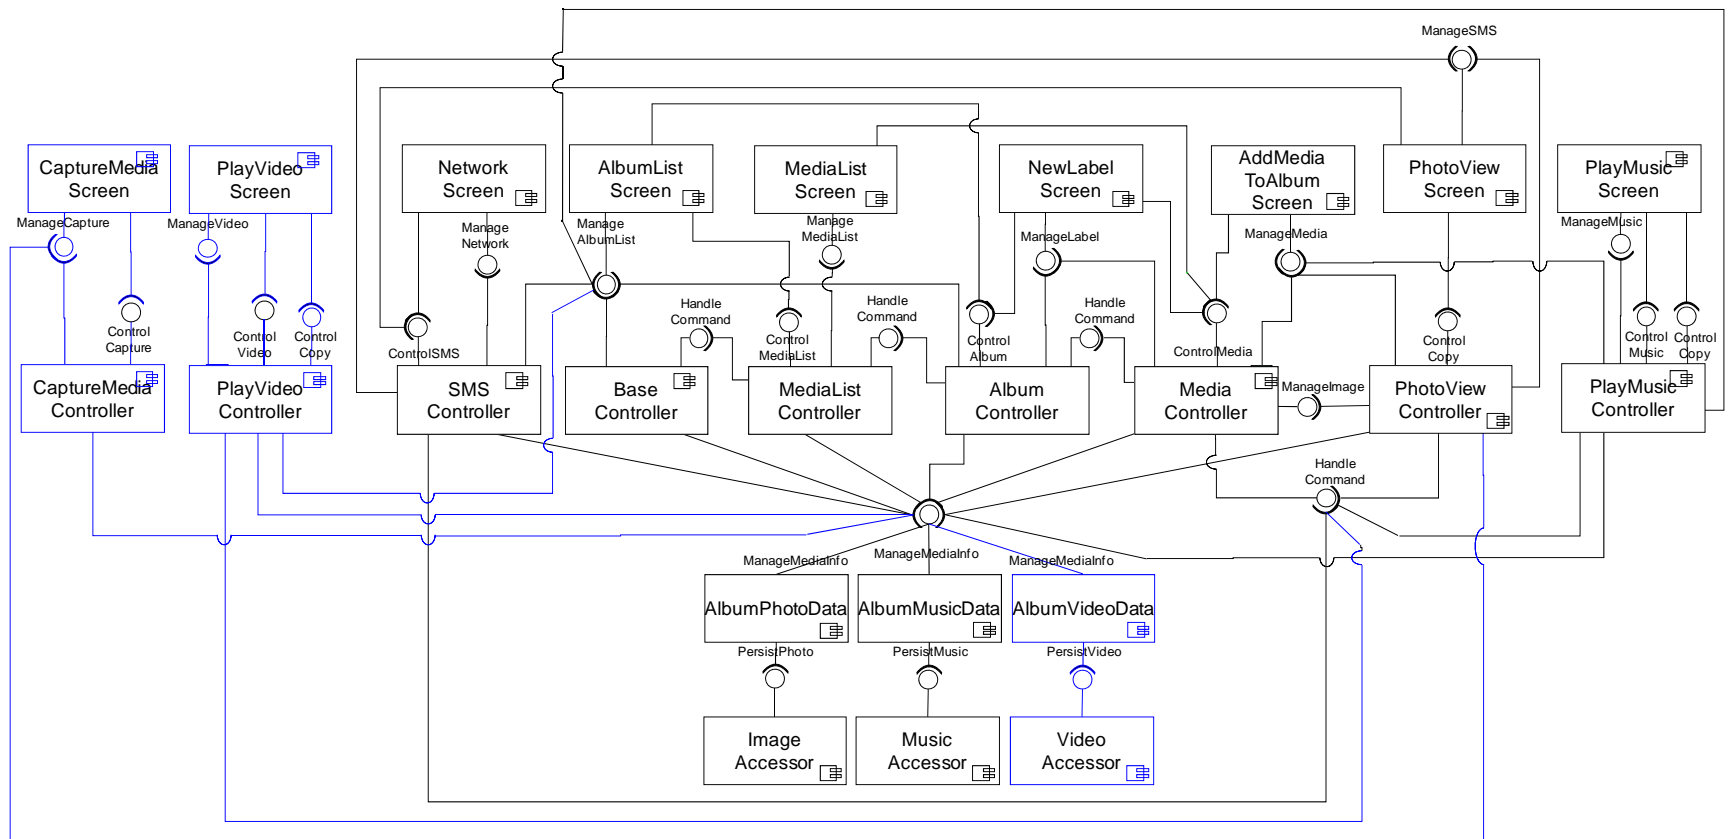 ManageSMS
CaptureMedia
Screen
PlayVideo
Screen
Network
Screen
AlbumList
Screen
MediaList
Screen
NewLabel
Screen
AddMedia
ToAlbum
Screen
PhotoView
Screen
PlayMusic
Screen
ManageCapture
ManageVideo
Manage
Network
Manage
AlbumList
Manage
MediaList
ManageLabel
ManageMedia
ManageMusic
Control
Capture
Control
Video
Control
Copy
ControlSMS
Handle
Command
Control
MediaList
Handle
Command
Control
Album
Handle
Command
ControlMedia
Control
Copy
Control
Music
Control
Copy
CaptureMedia
Controller
PlayVideo
Controller
SMS
Controller
Base
Controller
MediaList
Controller
Album
Controller
Media
Controller
ManageImage
PhotoView
Controller
PlayMusic
Controller
Handle
Command
ManageMediaInfo
ManageMediaInfo
ManageMediaInfo
AlbumPhotoData
AlbumMusicData
AlbumVideoData
PersistPhoto
PersistMusic
PersistVideo
Image
Accessor
Music
Accessor
Video
Accessor